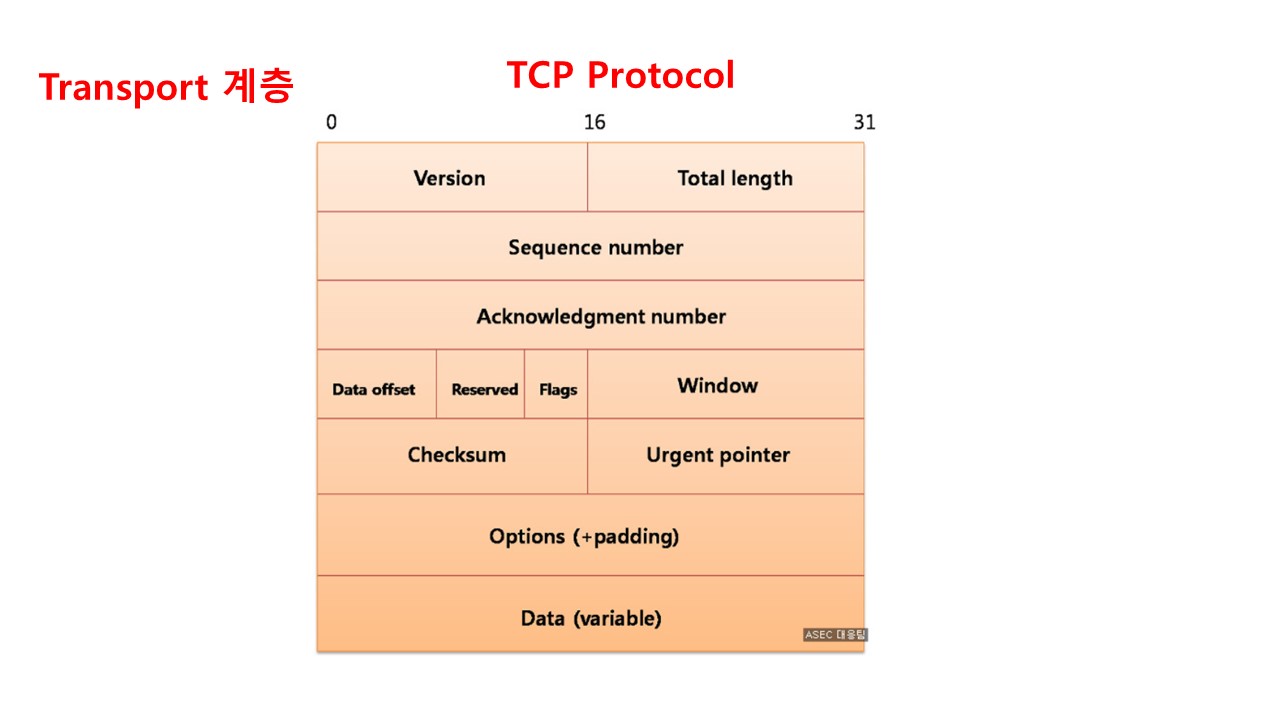 Transport 계층
TCP Protocol
0 16 31
Version Total length
Sequence number
Acknowledgment number
Data offset Reserved Flags Window
Checksum Urgent pointer
Options (+padding)
Data (variable)
ASEC 대응팀